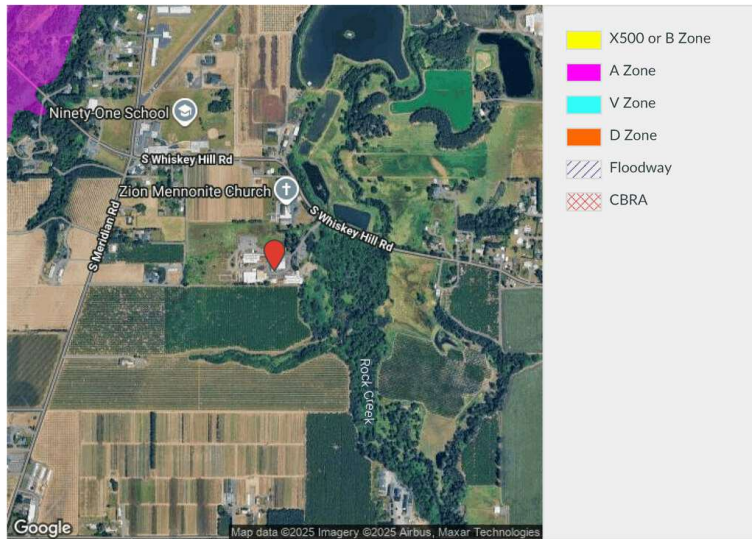 Ninety-One School
S Whiskey Hill Rd
Zion Mennonite Church
S Whiskey Hill Rd
S Meridian Rd
Rock Creek
Google
Map data ©2025 Imagery ©2025 Airbus, Maxar Technologies
X500 or B Zone
A Zone
V Zone
D Zone
Floodway
CBRA